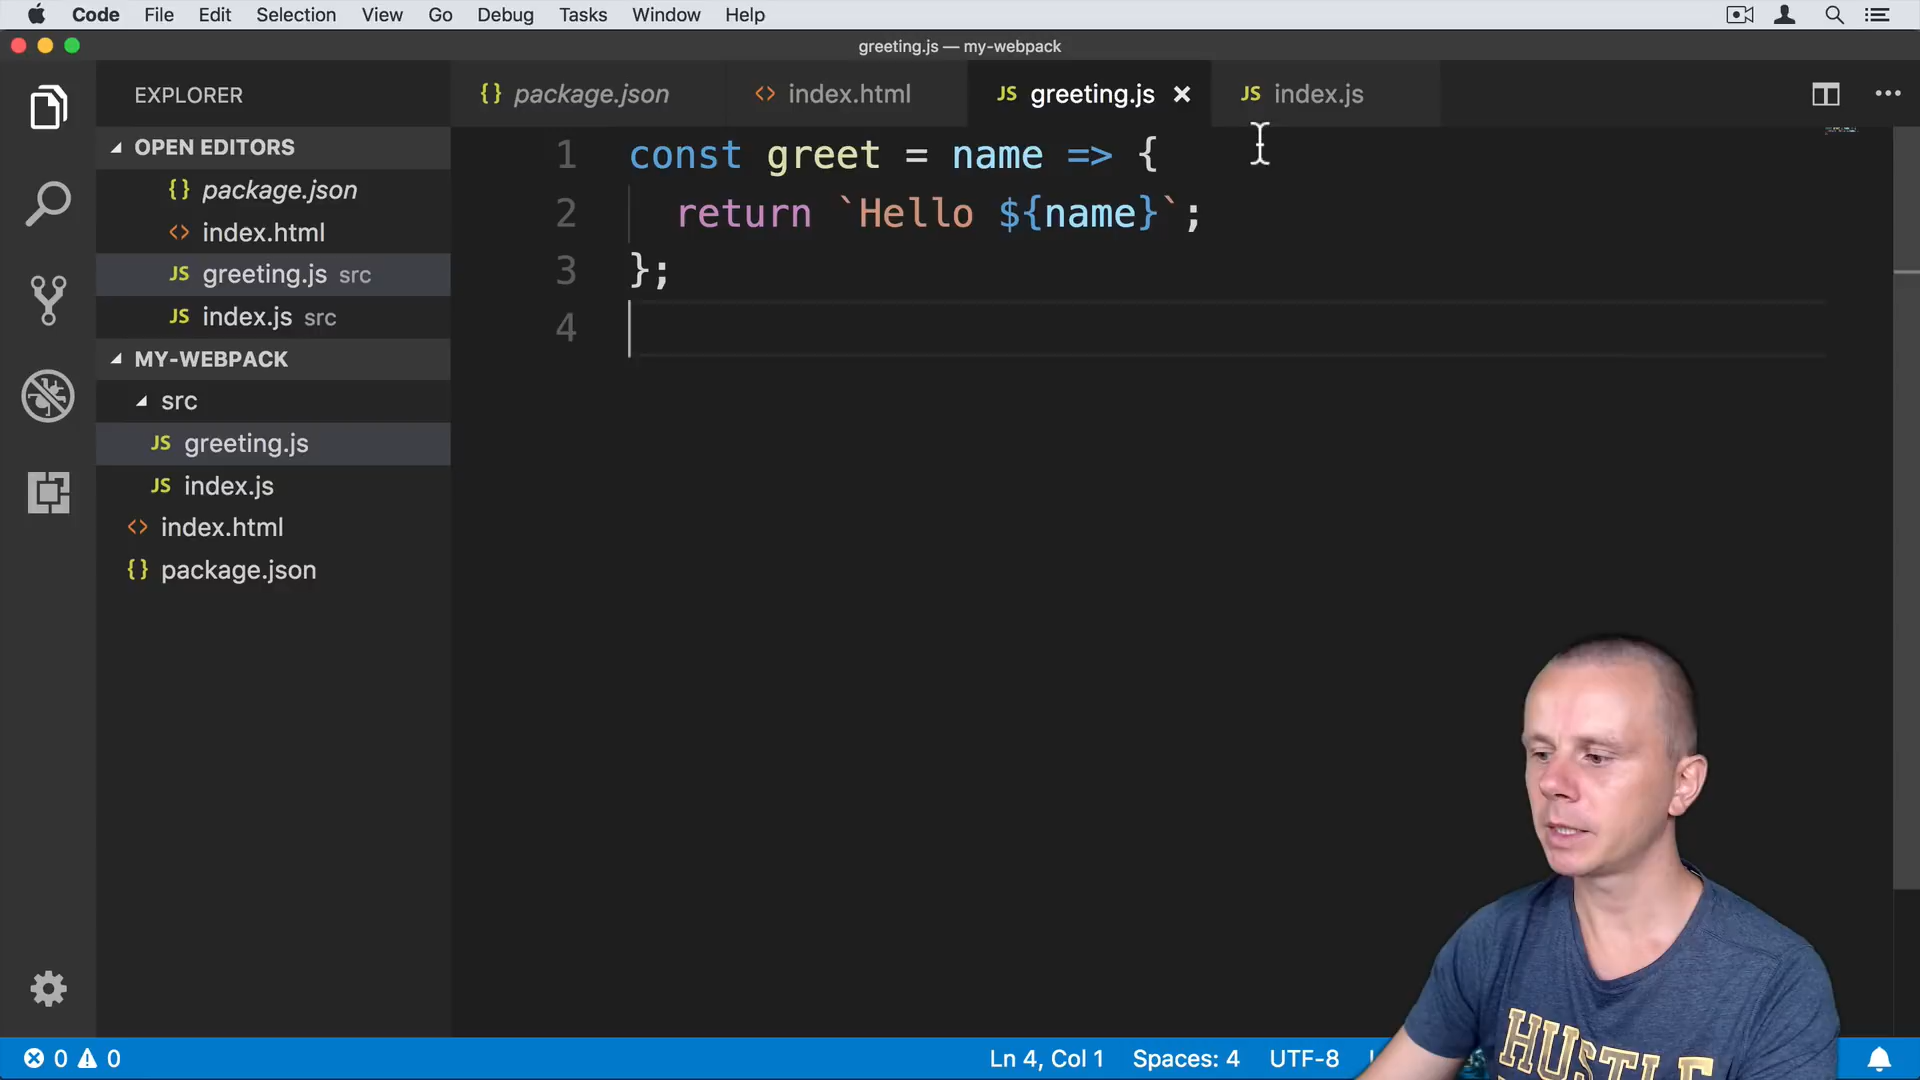 Code File Edit Selection View Go Debug Tasks Window Help
greeting.js — my-webpack
EXPLORER
{} package.json <> index.html JS greeting.js × JS index.js
OPEN EDITORS
{} package.json
<> index.html
JS greeting.js src
JS index.js src
MY-WEBPACK
src
JS greeting.js
JS index.js
<> index.html
{} package.json
1 const greet = name => {
2 return `Hello ${name}`;
3 };
4
0 0 Ln 4, Col 1 Spaces: 4 UTF-8
HUSTLE